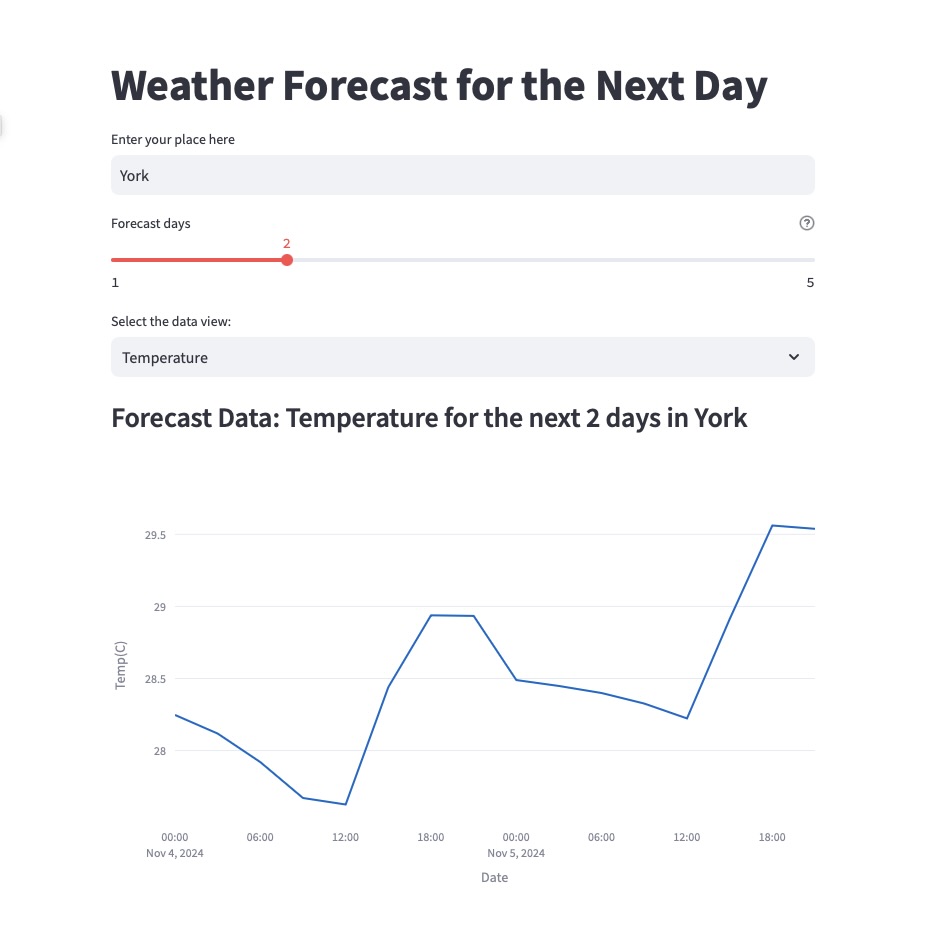 Weather Forecast for the Next Day
Enter your place here
York
Forecast days
2
1 5
Select the data view:
Temperature
Forecast Data: Temperature for the next 2 days in York
29.5
29
28.5
28
Temp(C)
00:00 06:00 12:00 18:00 00:00 06:00 12:00 18:00
Nov 4, 2024 Nov 5, 2024
Date